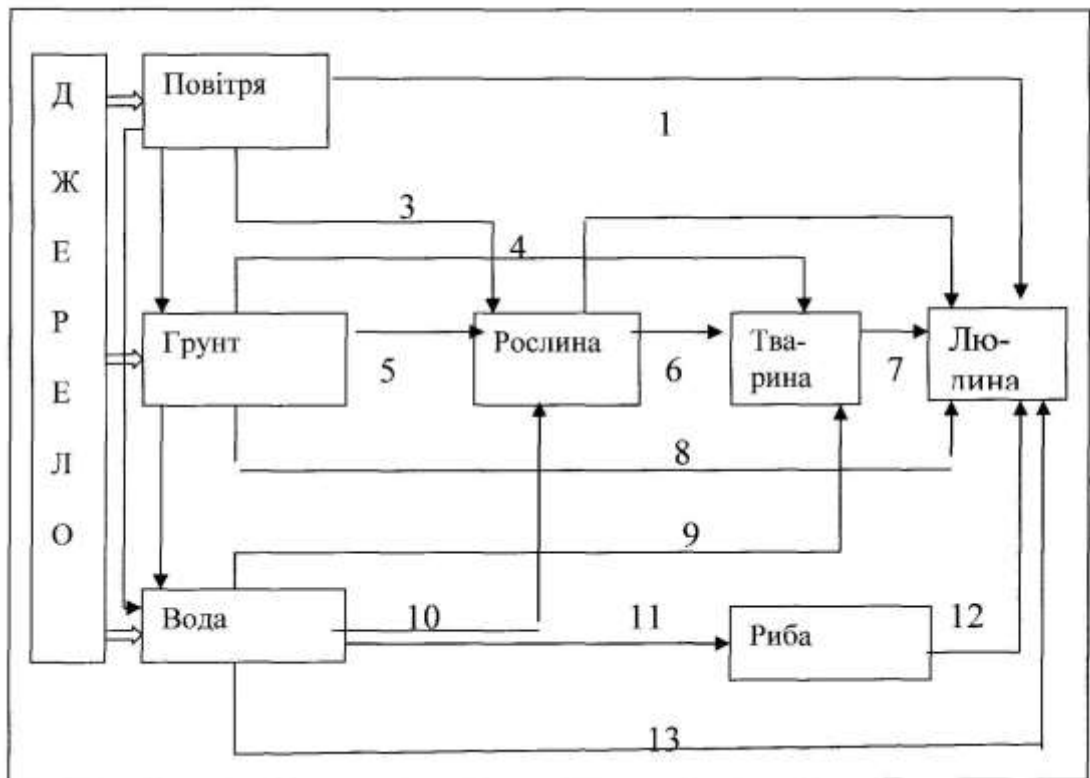 ДЖЕРЕЛО
Повітря
1
3
4
Грунт
5
Рослина
6
Тва-
рина
7
Лю-
дина
8
9
Вода
10
11
Риба
12
13